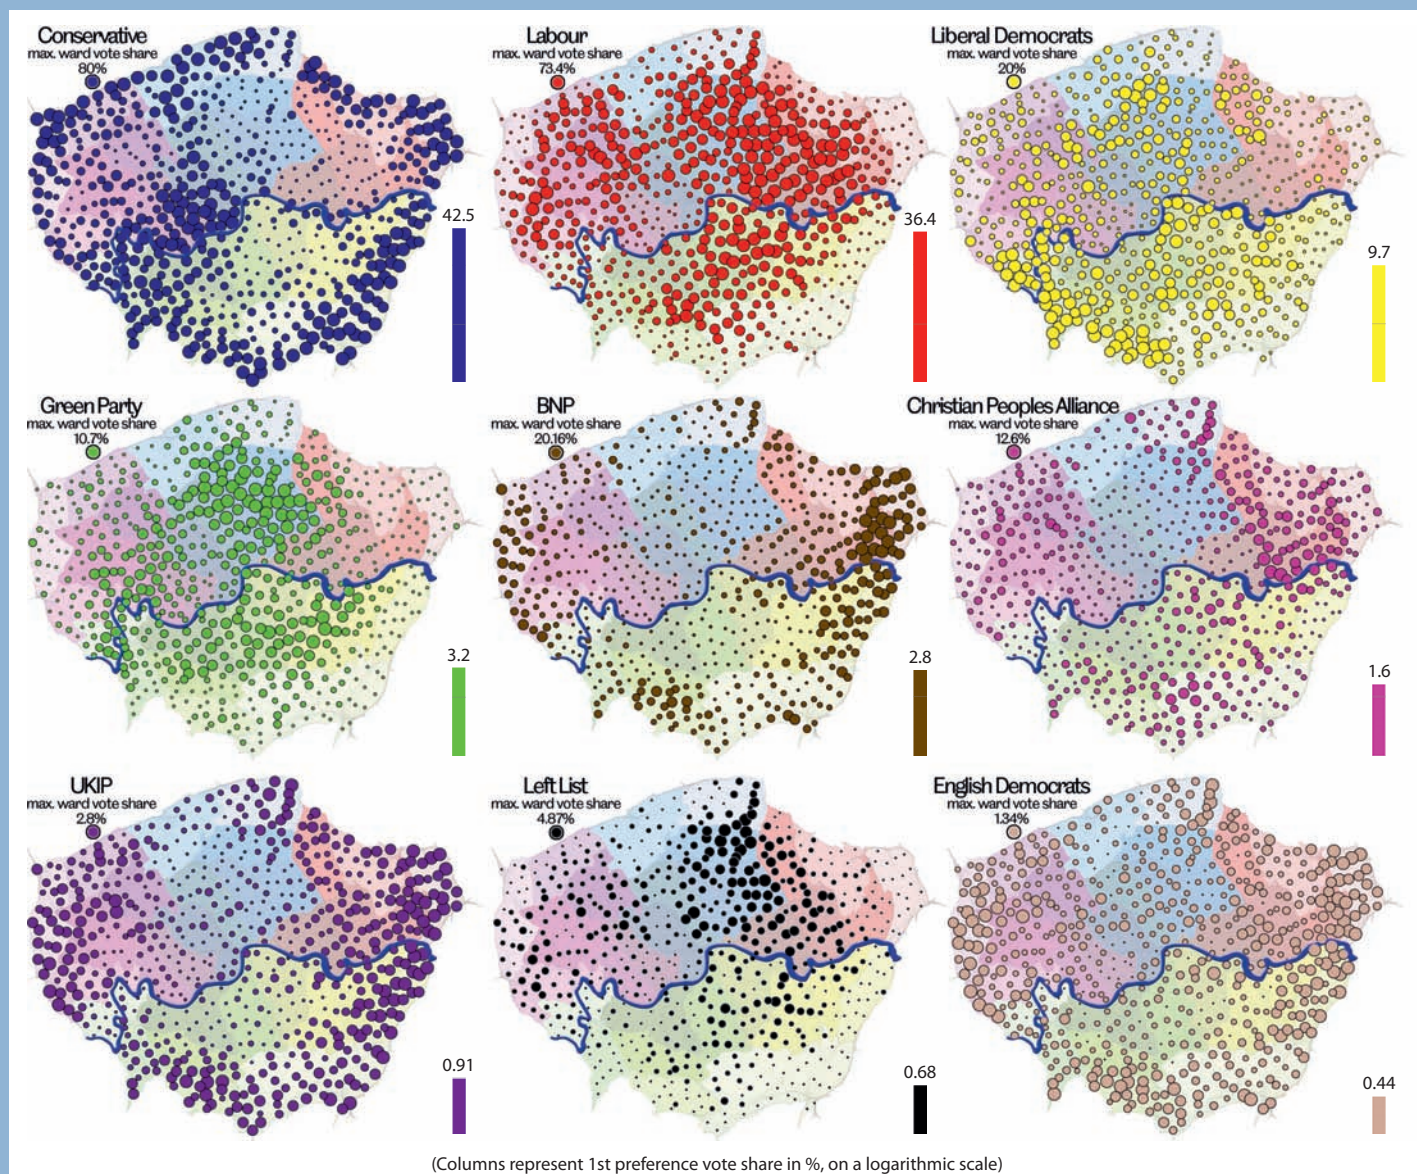 Conservative
max. ward vote share
80%
42.5
Labour
max. ward vote share
73.4%
36.4
Liberal Democrats
max. ward vote share
20%
9.7
Green Party
max. ward vote share
10.7%
3.2
BNP
max. ward vote share
20.16%
2.8
Christian Peoples Alliance
max. ward vote share
12.6%
1.6
UKIP
max. ward vote share
2.8%
0.91
Left List
max. ward vote share
4.87%
0.68
English Democrats
max. ward vote share
1.34%
0.44
(Columns represent 1st preference vote share in %, on a logarithmic scale)